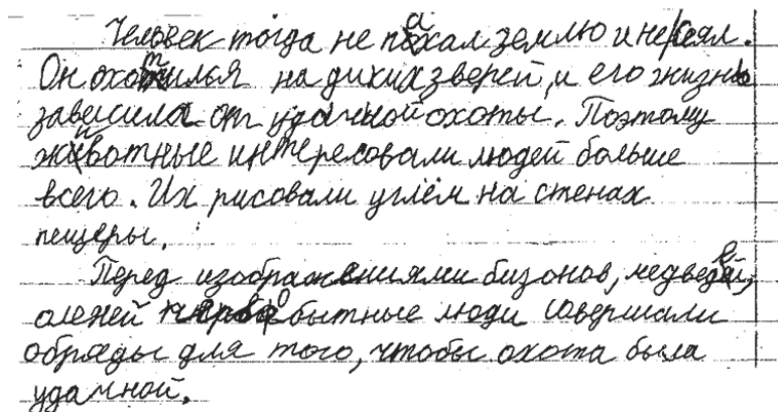 Человек тогда не пахал землю и не сеял.
Он охотилья на диких зверей, и его жизнь
зависила от удачной охоты. Поэтому
животные интересовали людей больше
всего. Их рисовали углём на стенах
пещеры.
Перед изображениями бизонов, медведей,
оленей первобытные люди совершали
обряды для того, чтобы охота была
удачной.